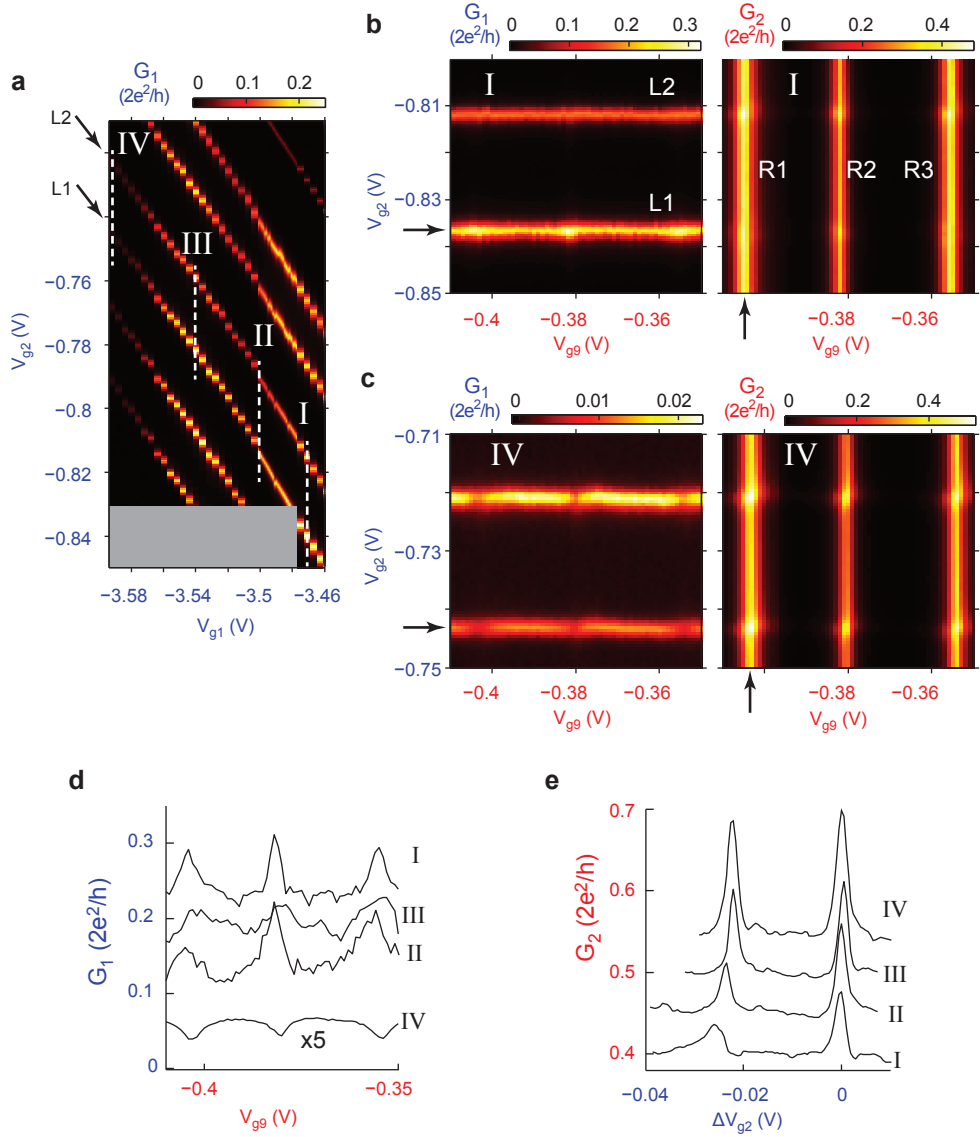 a
G1
(2e²/h)
0 0.1 0.2
L2
L1
IV
III
II
I
−0.76
−0.78
−0.8
−0.82
−0.84
Vg2 (V)
−3.58 −3.54 −3.5 −3.46
Vg1 (V)
b
G1
(2e²/h)
0 0.1 0.2 0.3
I
L2
L1
−0.81
−0.83
−0.85
Vg2 (V)
−0.4 −0.38 −0.36
Vg9 (V)
G2
(2e²/h)
0 0.2 0.4
I
R1 R2 R3
−0.38 −0.36
Vg9 (V)
c
G1
(2e²/h)
0 0.01 0.02
IV
−0.71
−0.73
−0.75
Vg2 (V)
−0.4 −0.38 −0.36
Vg9 (V)
G2
(2e²/h)
0 0.2 0.4
IV
−0.38 −0.36
Vg9 (V)
d
G1 (2e²/h)
0.3
0.2
0.1
0
I
III
II
IV
x5
−0.4 −0.35
Vg9 (V)
e
G2 (2e²/h)
0.7
0.6
0.5
0.4
IV
III
II
I
−0.04 −0.02 0
ΔVg2 (V)